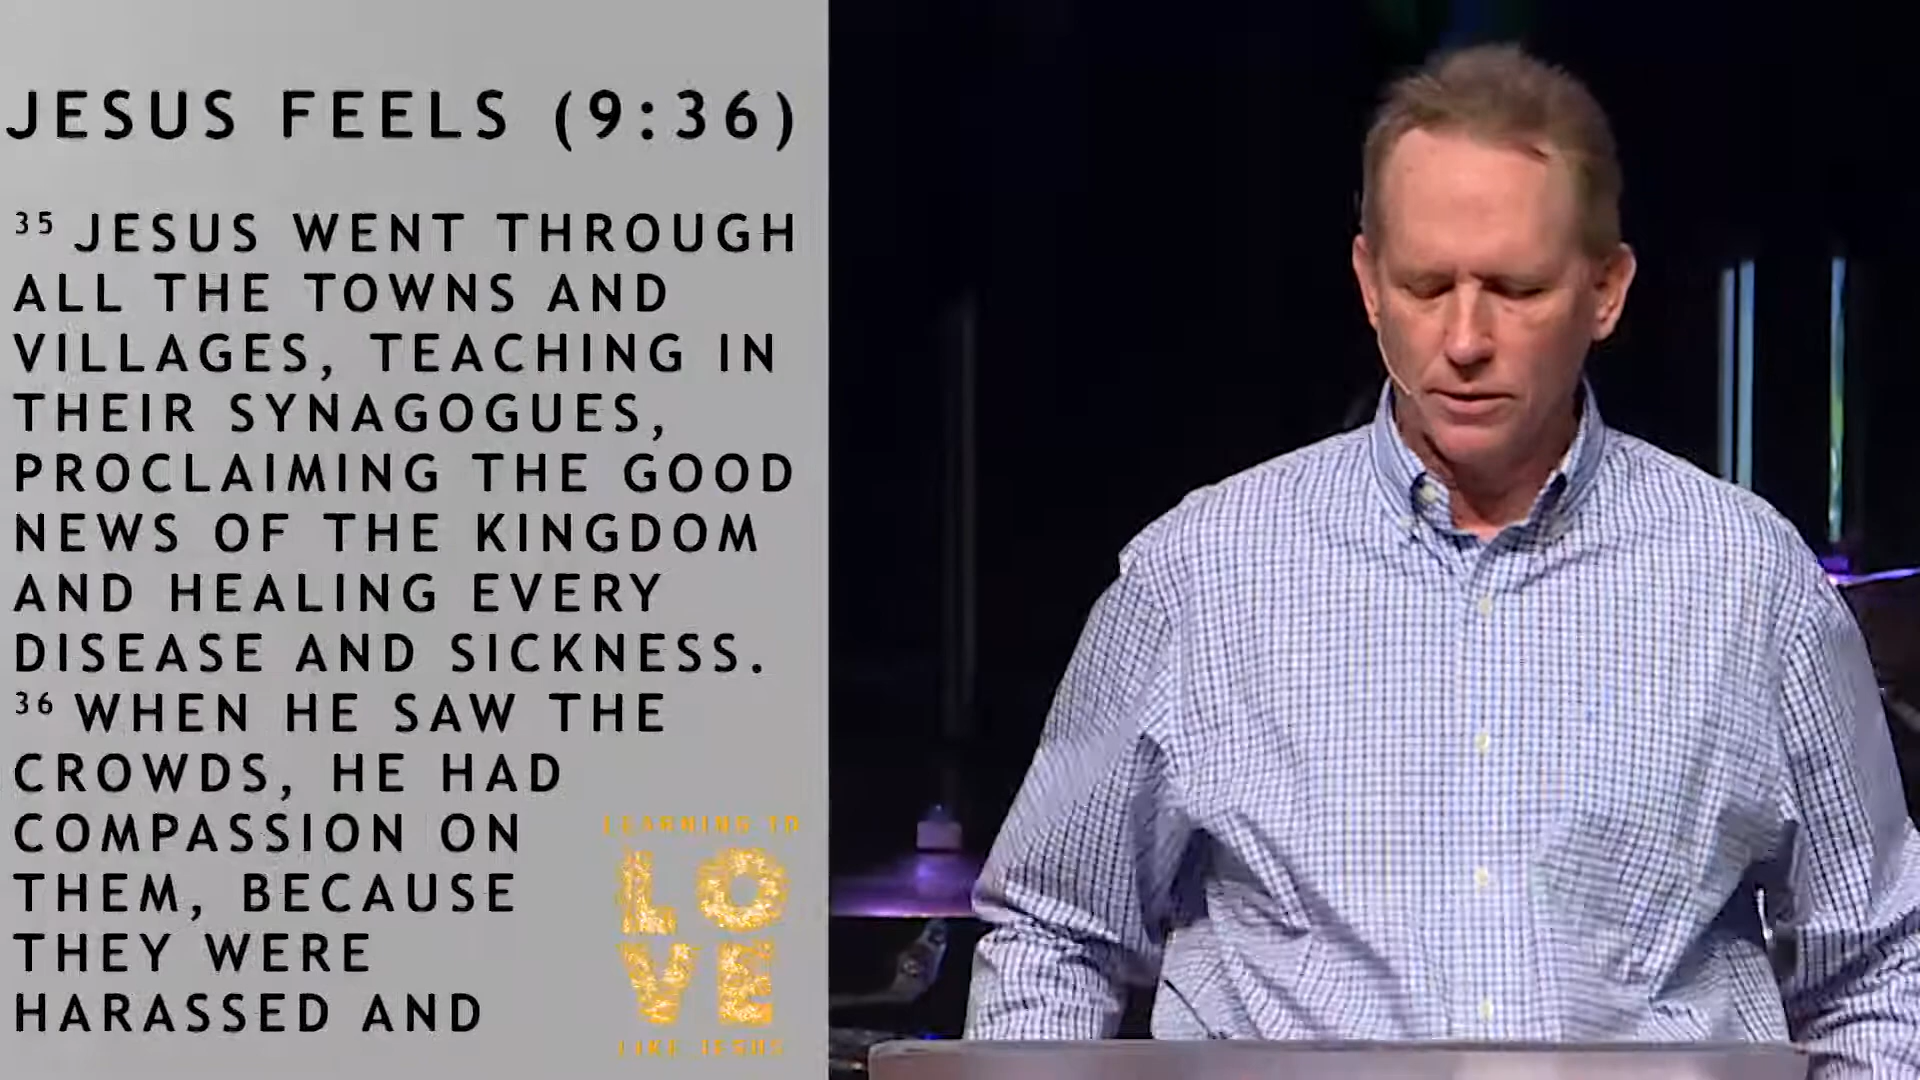 JESUS FEELS (9:36)
35 JESUS WENT THROUGH
ALL THE TOWNS AND
VILLAGES, TEACHING IN
THEIR SYNAGOGUES,
PROCLAIMING THE GOOD
NEWS OF THE KINGDOM
AND HEALING EVERY
DISEASE AND SICKNESS.
36 WHEN HE SAW THE
CROWDS, HE HAD
COMPASSION ON
THEM, BECAUSE
THEY WERE
HARASSED AND
LEARNING TO
LO
VE
LIKE JESUS